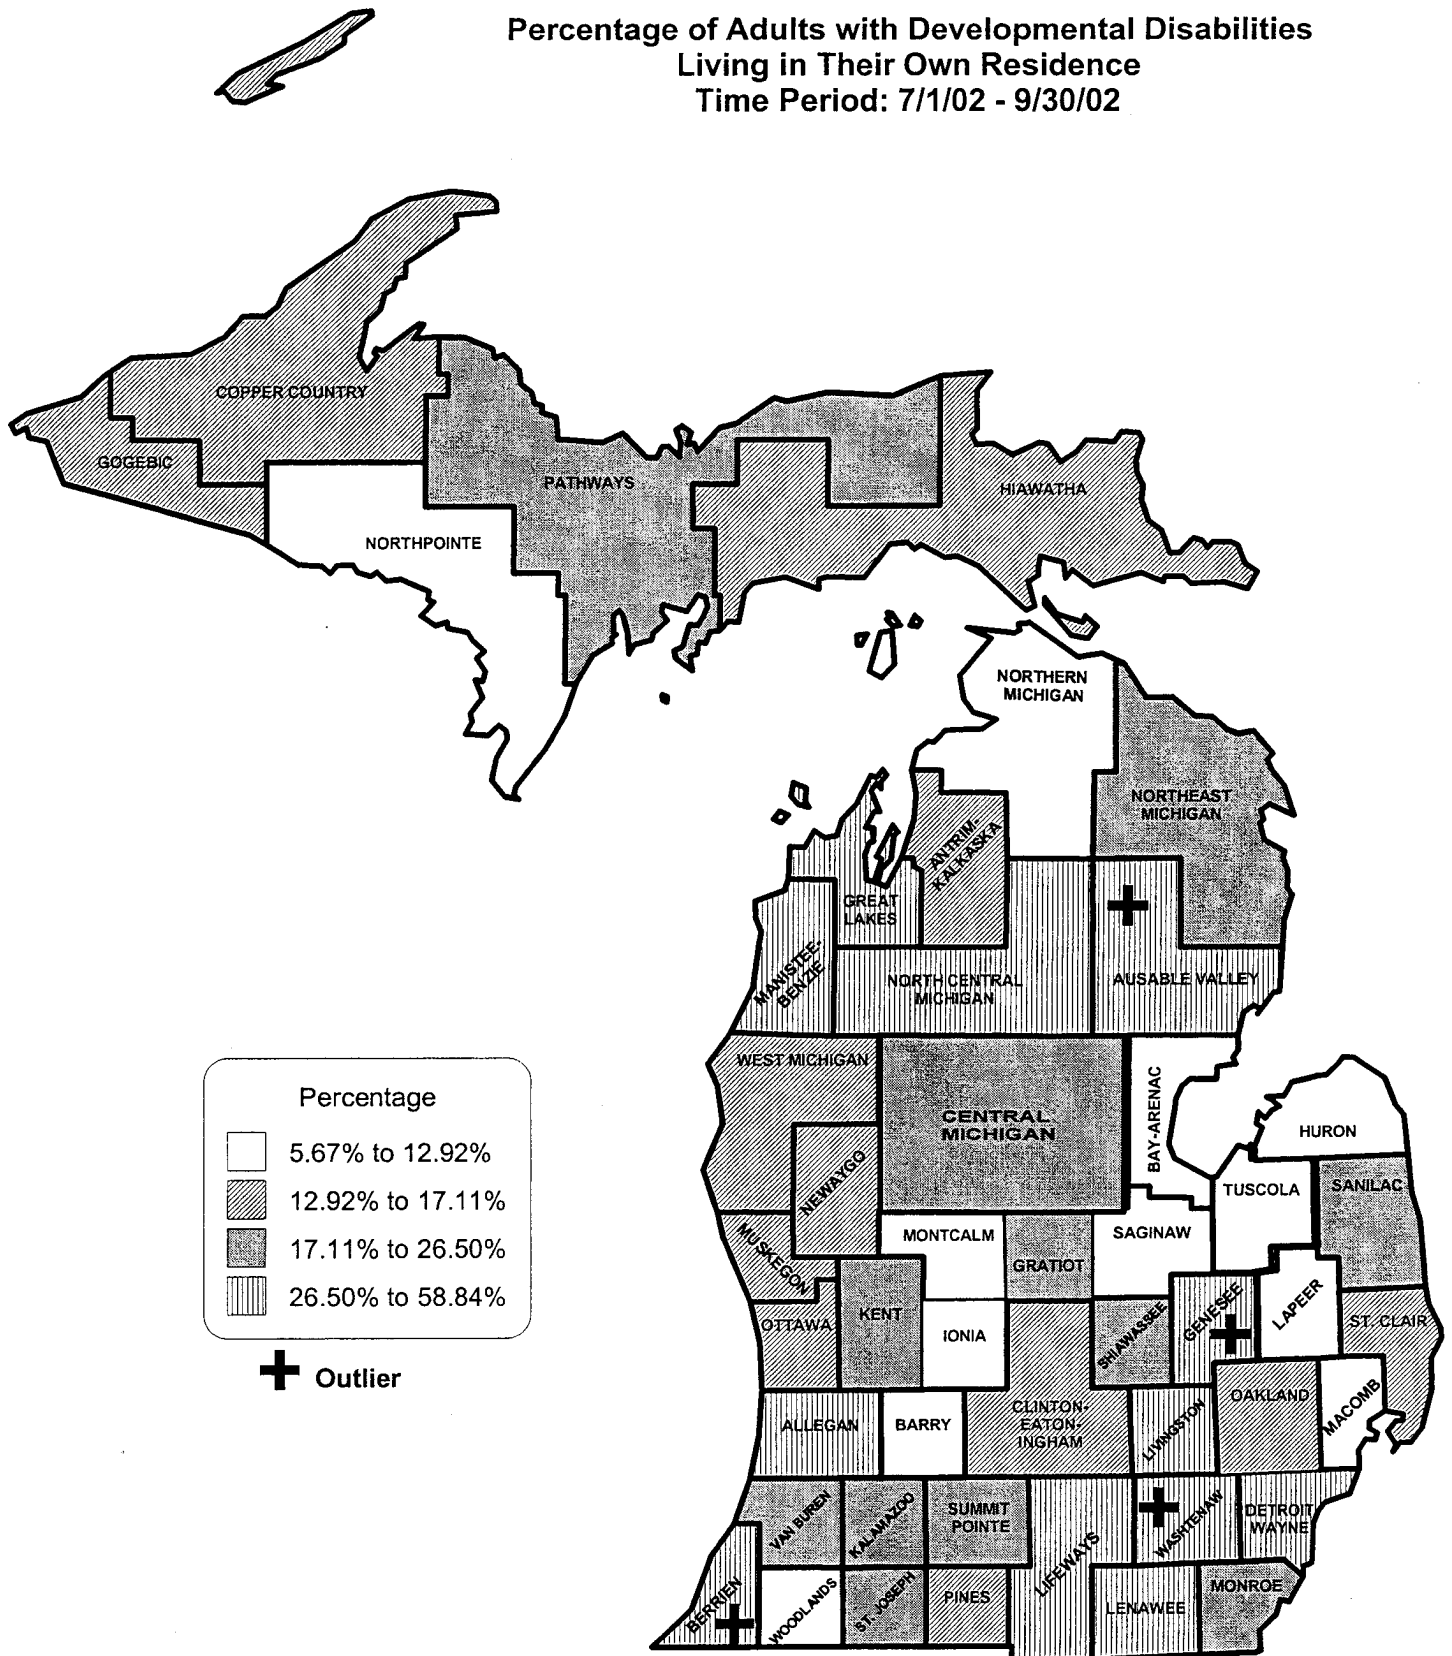 Percentage of Adults with Developmental Disabilities
Living in Their Own Residence
Time Period: 7/1/02 - 9/30/02
COPPER COUNTRY
GOGEBIC
PATHWAYS
HIAWATHA
NORTHPOINTE
NORTHERN
MICHIGAN
NORTHEAST
MICHIGAN
ANTRIM-
KALKASKA
GREAT
LAKES
MANISTEE-
BENZIE
NORTH CENTRAL
MICHIGAN
AUSABLE VALLEY
WEST MICHIGAN
CENTRAL
MICHIGAN
BAY-ARENAC
HURON
NEWAYGO
TUSCOLA
SANILAC
MUSKEGON
MONTCALM
GRATIOT
SAGINAW
OTTAWA
KENT
IONIA
SHIAWASSEE
GENESEE
LAPEER
ST. CLAIR
ALLEGAN
BARRY
CLINTON-
EATON-
INGHAM
LIVINGSTON
OAKLAND
MACOMB
VAN BUREN
KALAMAZOO
SUMMIT
POINTE
LIFEWAYS
WASHTENAW
DETROIT
WAYNE
BERRIEN
WOODLANDS
ST. JOSEPH
PINES
LENAWEE
MONROE
Percentage
5.67% to 12.92%
12.92% to 17.11%
17.11% to 26.50%
26.50% to 58.84%
Outlier